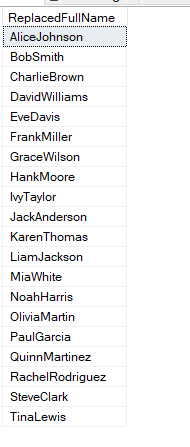 ReplacedFullName
AliceJohnson
BobSmith
CharlieBrown
DavidWilliams
EveDavis
FrankMiller
GraceWilson
HankMoore
IvyTaylor
JackAnderson
KarenThomas
LiamJackson
MiaWhite
NoahHarris
OliviaMartin
PaulGarcia
QuinnMartinez
RachelRodriguez
SteveClark
TinaLewis